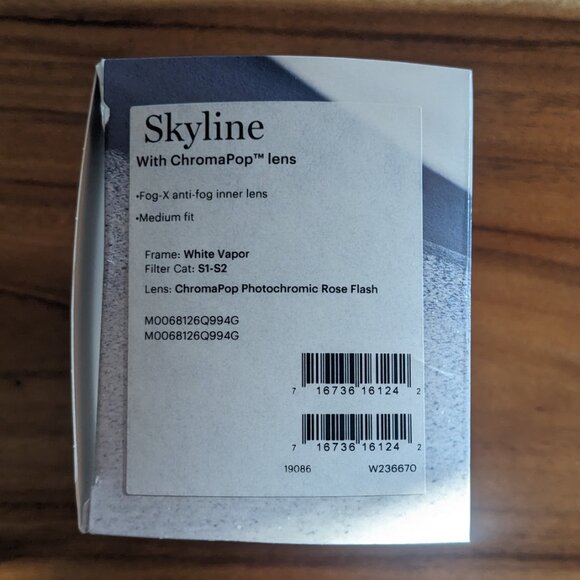 Skyline
With ChromaPop™ lens
•Fog-X anti-fog inner lens
•Medium fit
Frame: White Vapor
Filter Cat: S1-S2
Lens: ChromaPop Photochromic Rose Flash
M0068126Q994G
M0068126Q994G
7 16736 16124 2
7 16736 16124 2
19086 W236670